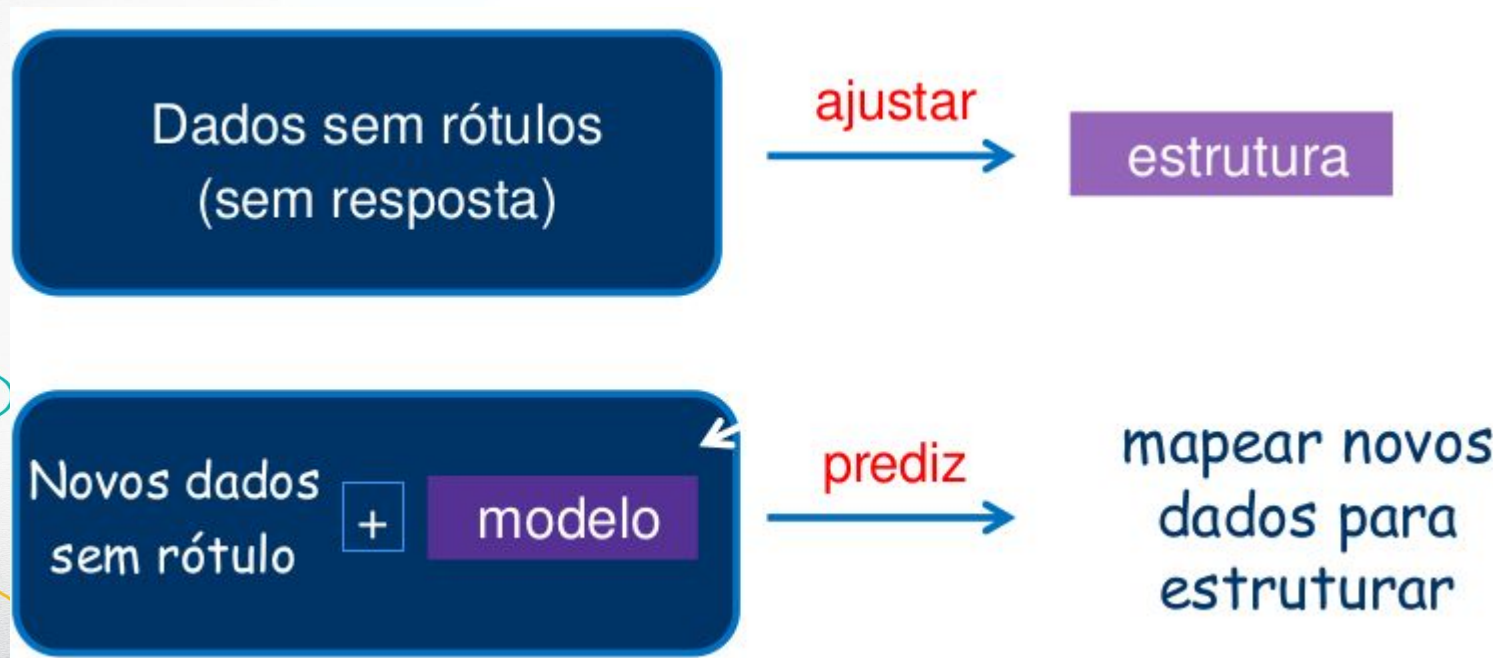 Dados sem rótulos
(sem resposta)
ajustar
estrutura
Novos dados
sem rótulo
+
modelo
prediz
mapear novos
dados para
estruturar